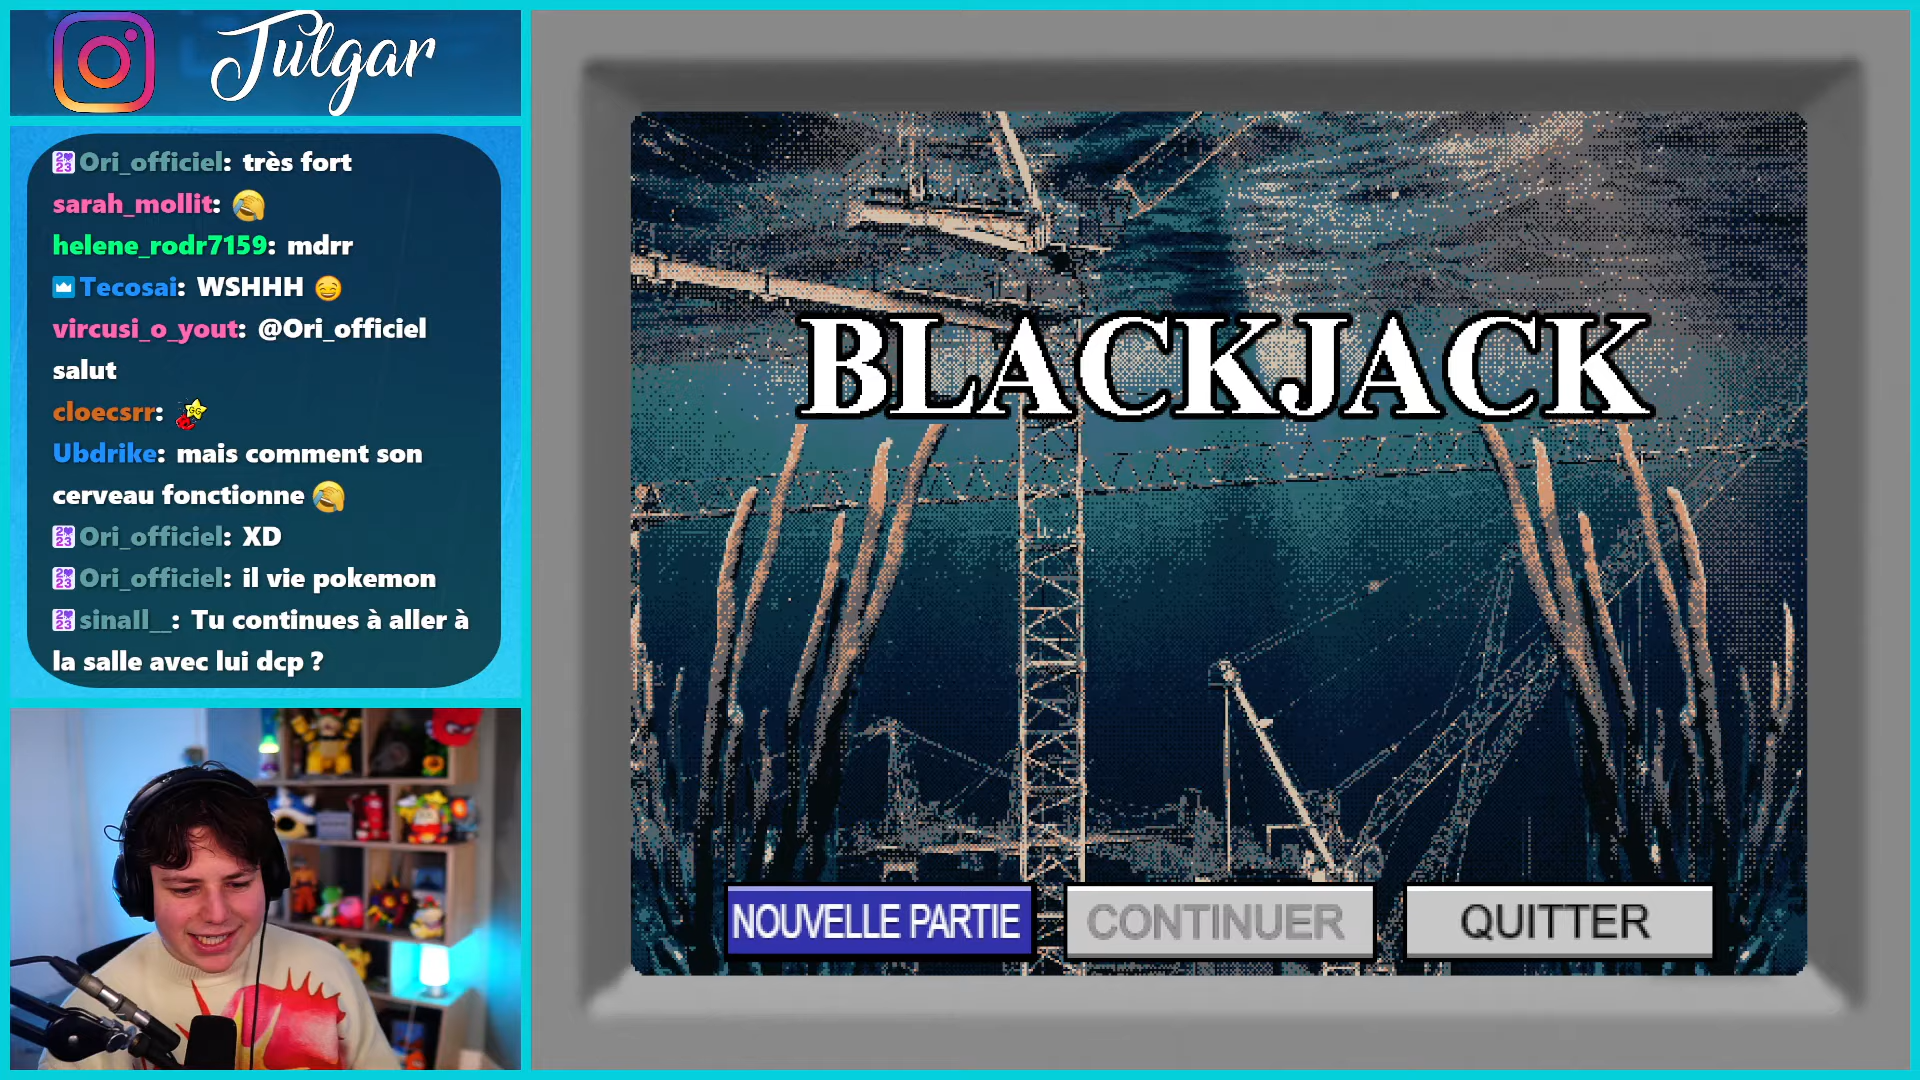 Julgar
Ori_officiel: très fort
sarah_mollit:
helene_rodr7159: mdrr
Tecosai: WSHHH
vircusi_o_yout: @Ori_officiel
salut
cloecsrr: GG
Ubdrike: mais comment son
cerveau fonctionne
Ori_officiel: XD
Ori_officiel: il vie pokemon
sinall__: Tu continues à aller à
la salle avec lui dcp ?
BLACKJACK
NOUVELLE PARTIE
CONTINUER
QUITTER